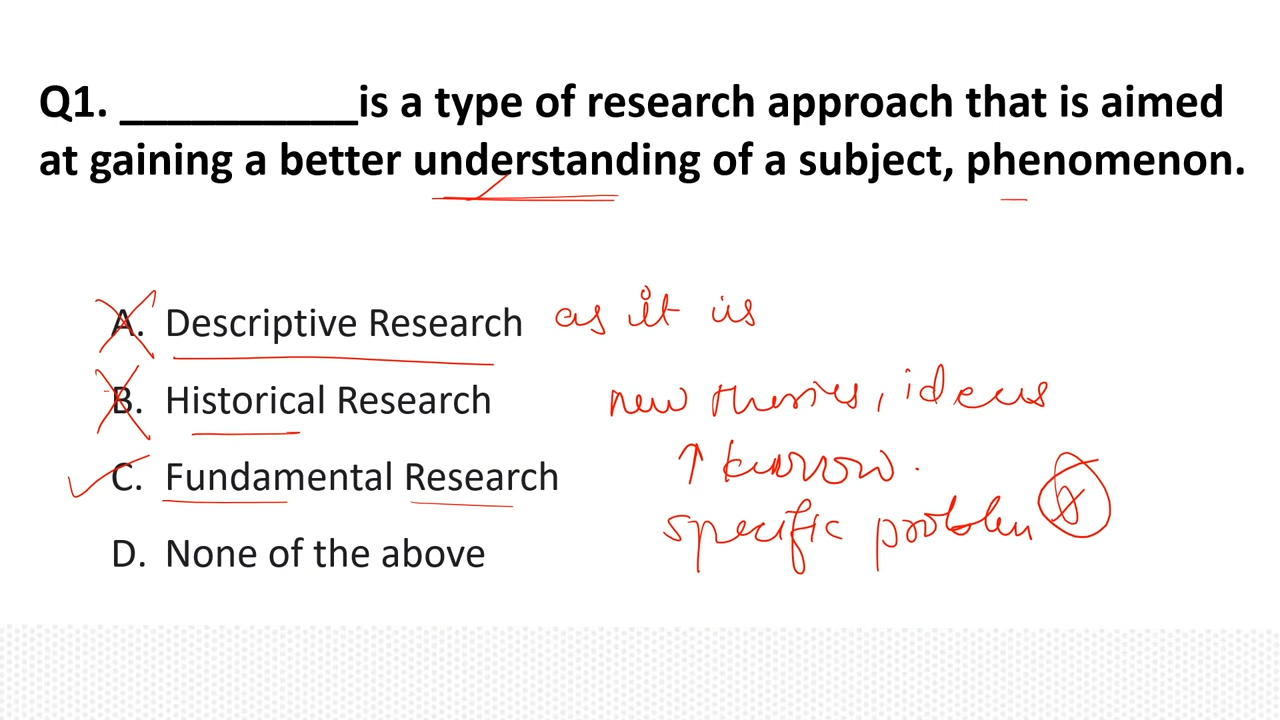 Q1. __________is a type of research approach that is aimed
at gaining a better understanding of a subject, phenomenon.
A. Descriptive Research as it is
B. Historical Research new theories, ideas
C. Fundamental Research ↑ know.
specific problem
D. None of the above